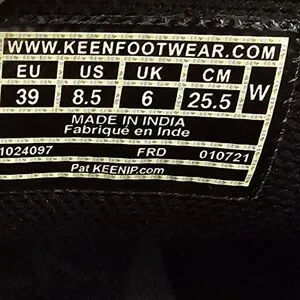 WWW.KEENFOOTWEAR.COM
EU US UK CM
39 8.5 6 25.5 W
MADE IN INDIA
Fabriqué en Inde
1024097 FRD 010721
Pat KEENIP.com